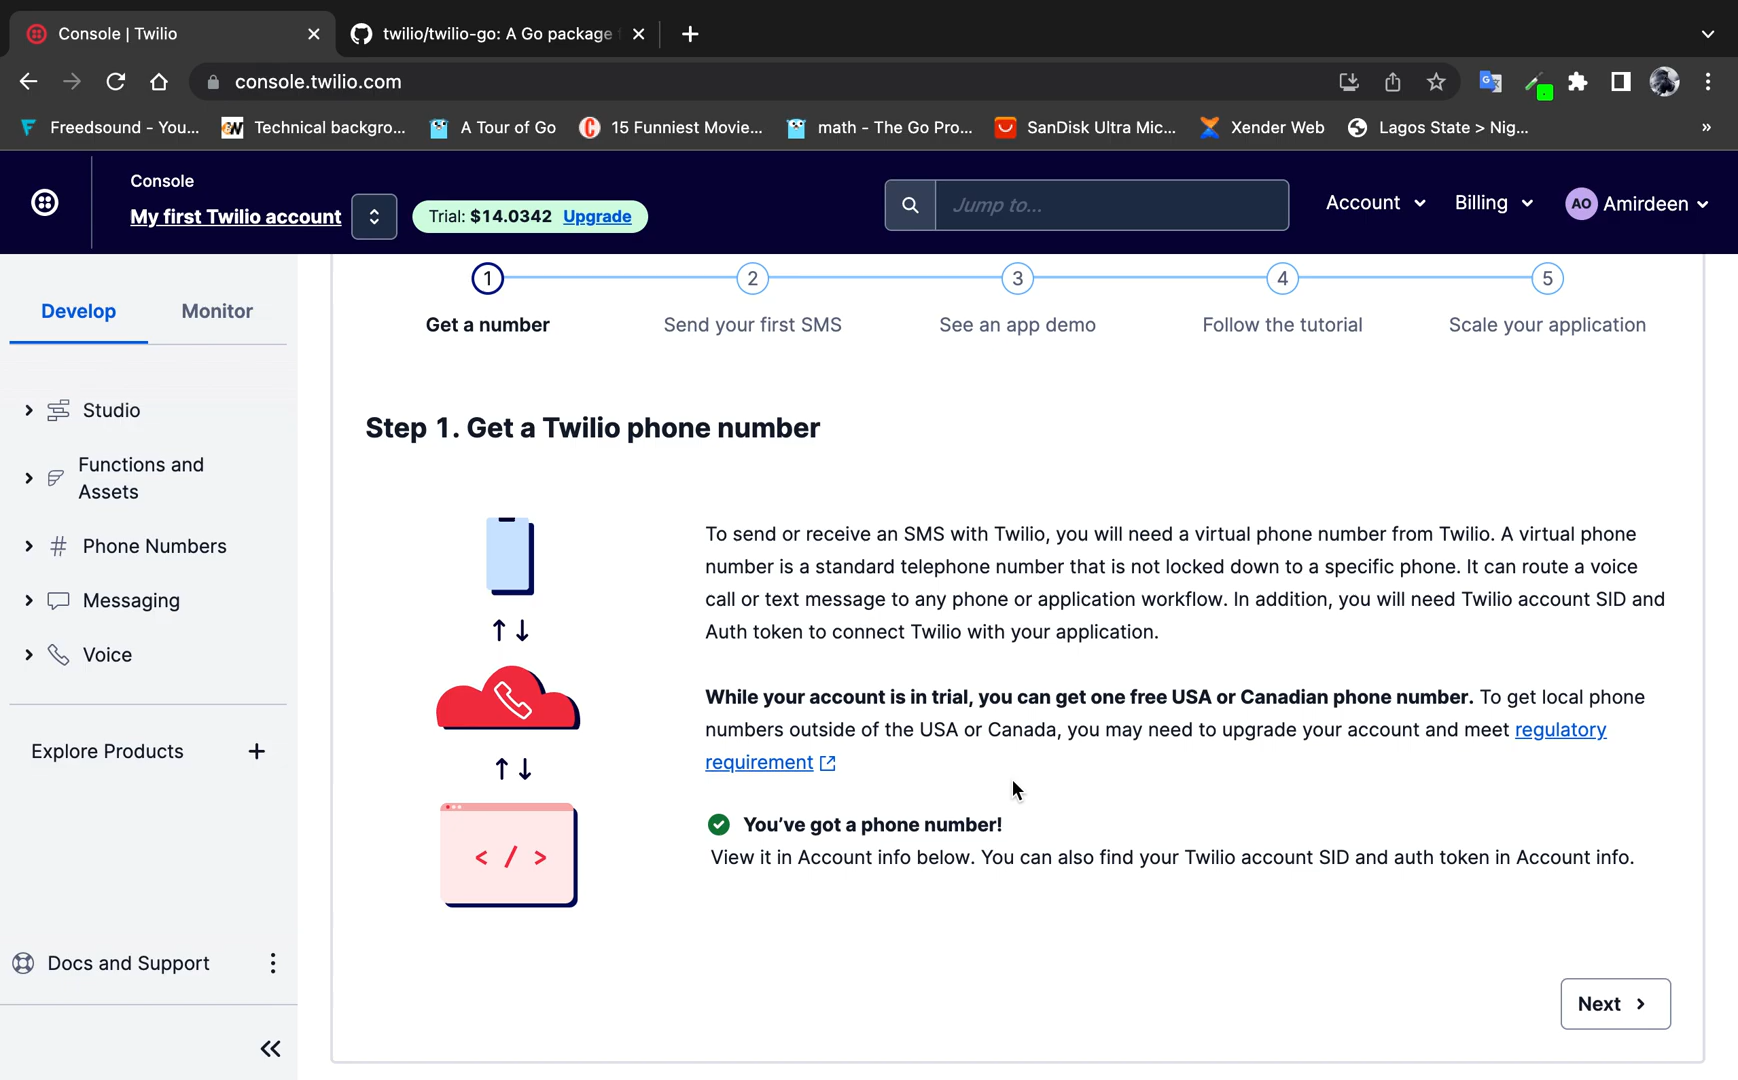 Console | Twilio
twilio/twilio-go: A Go package
console.twilio.com
Freedsound - You...
Technical backgro...
A Tour of Go
15 Funniest Movie...
math - The Go Pro...
SanDisk Ultra Mic...
Xender Web
Lagos State > Nig...
»
Console
My first Twilio account
Trial: $14.0342 Upgrade
Jump to...
Account
Billing
AO Amirdeen
Develop
Monitor
1
2
3
4
5
Get a number
Send your first SMS
See an app demo
Follow the tutorial
Scale your application
Studio
Functions and
Assets
# Phone Numbers
Messaging
Voice
Explore Products +
Docs and Support
Step 1. Get a Twilio phone number
To send or receive an SMS with Twilio, you will need a virtual phone number from Twilio. A virtual phone
number is a standard telephone number that is not locked down to a specific phone. It can route a voice
call or text message to any phone or application workflow. In addition, you will need Twilio account SID and
Auth token to connect Twilio with your application.
While your account is in trial, you can get one free USA or Canadian phone number. To get local phone
numbers outside of the USA or Canada, you may need to upgrade your account and meet regulatory
requirement
You've got a phone number!
View it in Account info below. You can also find your Twilio account SID and auth token in Account info.
< / >
Next